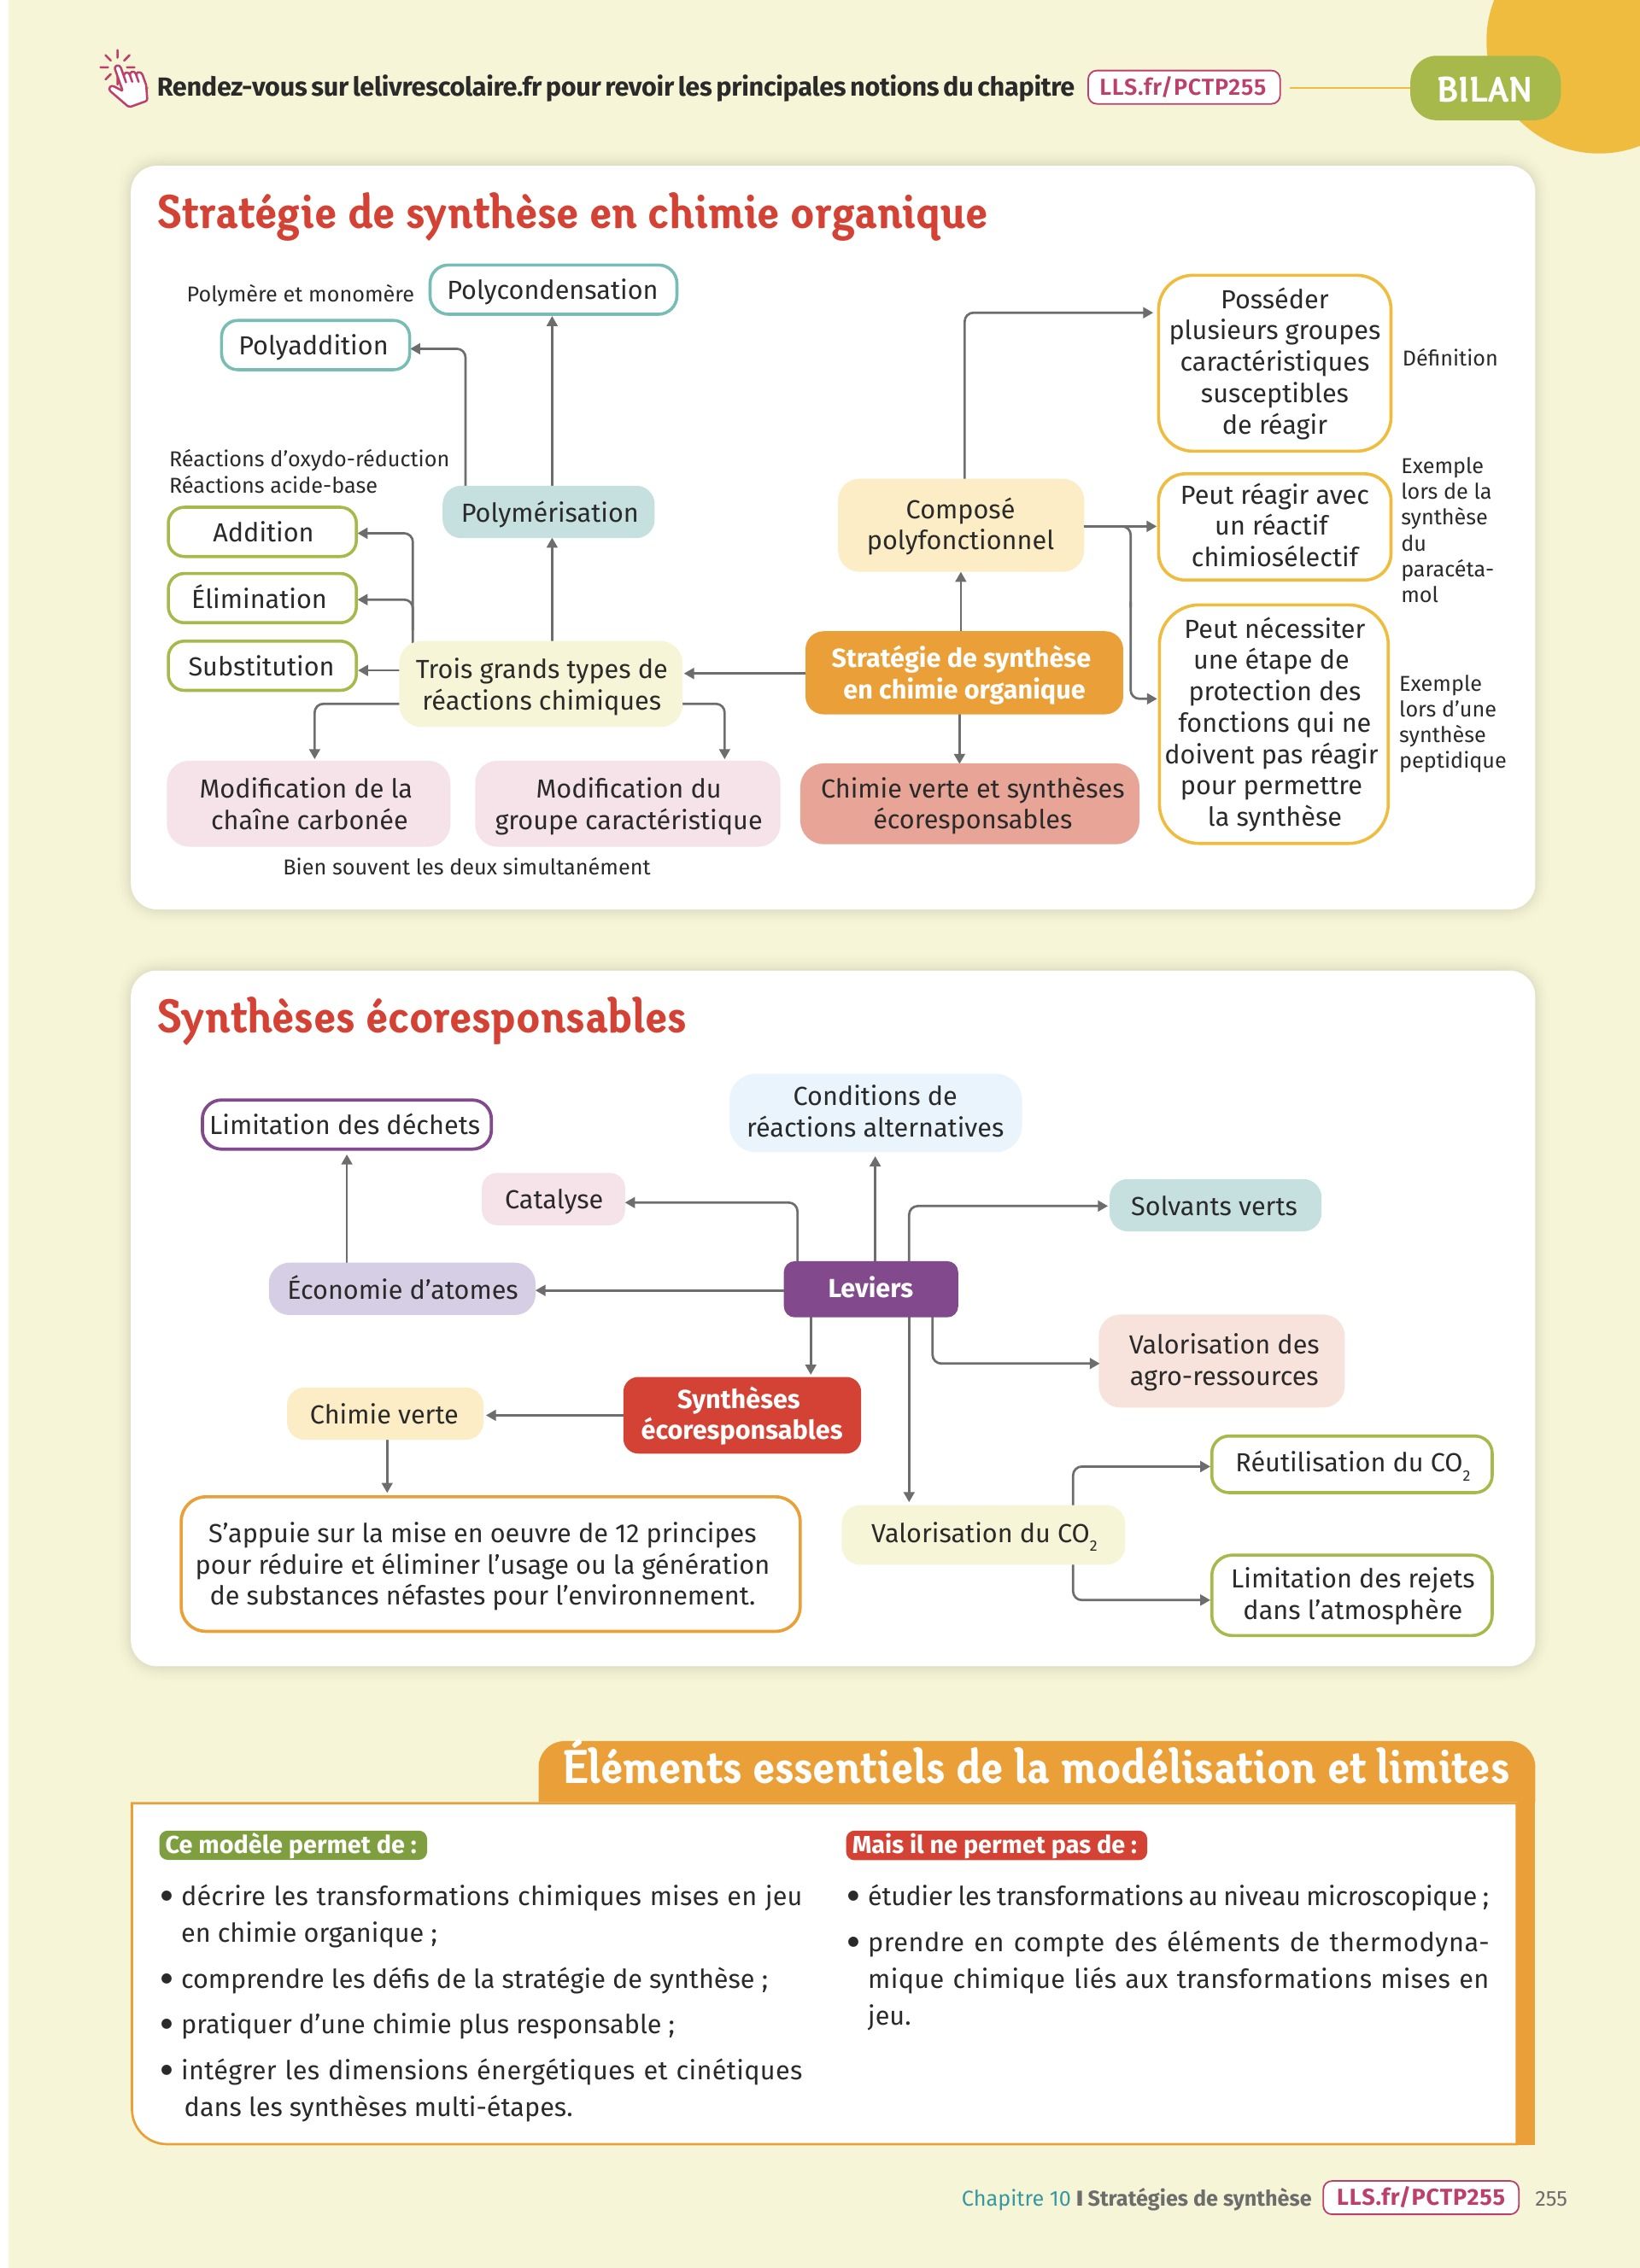 Rendez-vous sur lelivrescolaire.fr pour revoir les principales notions du chapitre LLS.fr/PCTP255
BILAN
Stratégie de synthèse en chimie organique
Polymère et monomère
Polycondensation
Polyaddition
Réactions d'oxydo-réduction
Réactions acide-base
Polymérisation
Addition
Élimination
Substitution
Trois grands types de
réactions chimiques
Modification de la
chaîne carbonée
Modification du
groupe caractéristique
Bien souvent les deux simultanément
Stratégie de synthèse
en chimie organique
Composé
polyfonctionnel
Chimie verte et synthèses
écoresponsables
Posséder
plusieurs groupes
caractéristiques
susceptibles
de réagir
Définition
Peut réagir avec
un réactif
chimiosélectif
Exemple
lors de la
synthèse
du
paracéta-
mol
Peut nécessiter
une étape de
protection des
fonctions qui ne
doivent pas réagir
pour permettre
la synthèse
Exemple
lors d'une
synthèse
peptidique
Synthèses écoresponsables
Limitation des déchets
Conditions de
réactions alternatives
Catalyse
Solvants verts
Économie d'atomes
Leviers
Valorisation des
agro-ressources
Chimie verte
Synthèses
écoresponsables
Réutilisation du CO₂
S'appuie sur la mise en oeuvre de 12 principes
pour réduire et éliminer l'usage ou la génération
de substances néfastes pour l'environnement.
Valorisation du CO₂
Limitation des rejets
dans l'atmosphère
Éléments essentiels de la modélisation et limites
Ce modèle permet de :
• décrire les transformations chimiques mises en jeu
en chimie organique ;
• comprendre les défis de la stratégie de synthèse ;
• pratiquer d'une chimie plus responsable ;
• intégrer les dimensions énergétiques et cinétiques
dans les synthèses multi-étapes.
Mais il ne permet pas de :
• étudier les transformations au niveau microscopique ;
• prendre en compte des éléments de thermodyna-
mique chimique liés aux transformations mises en
jeu.
Chapitre 10 I Stratégies de synthèse LLS.fr/PCTP255 255